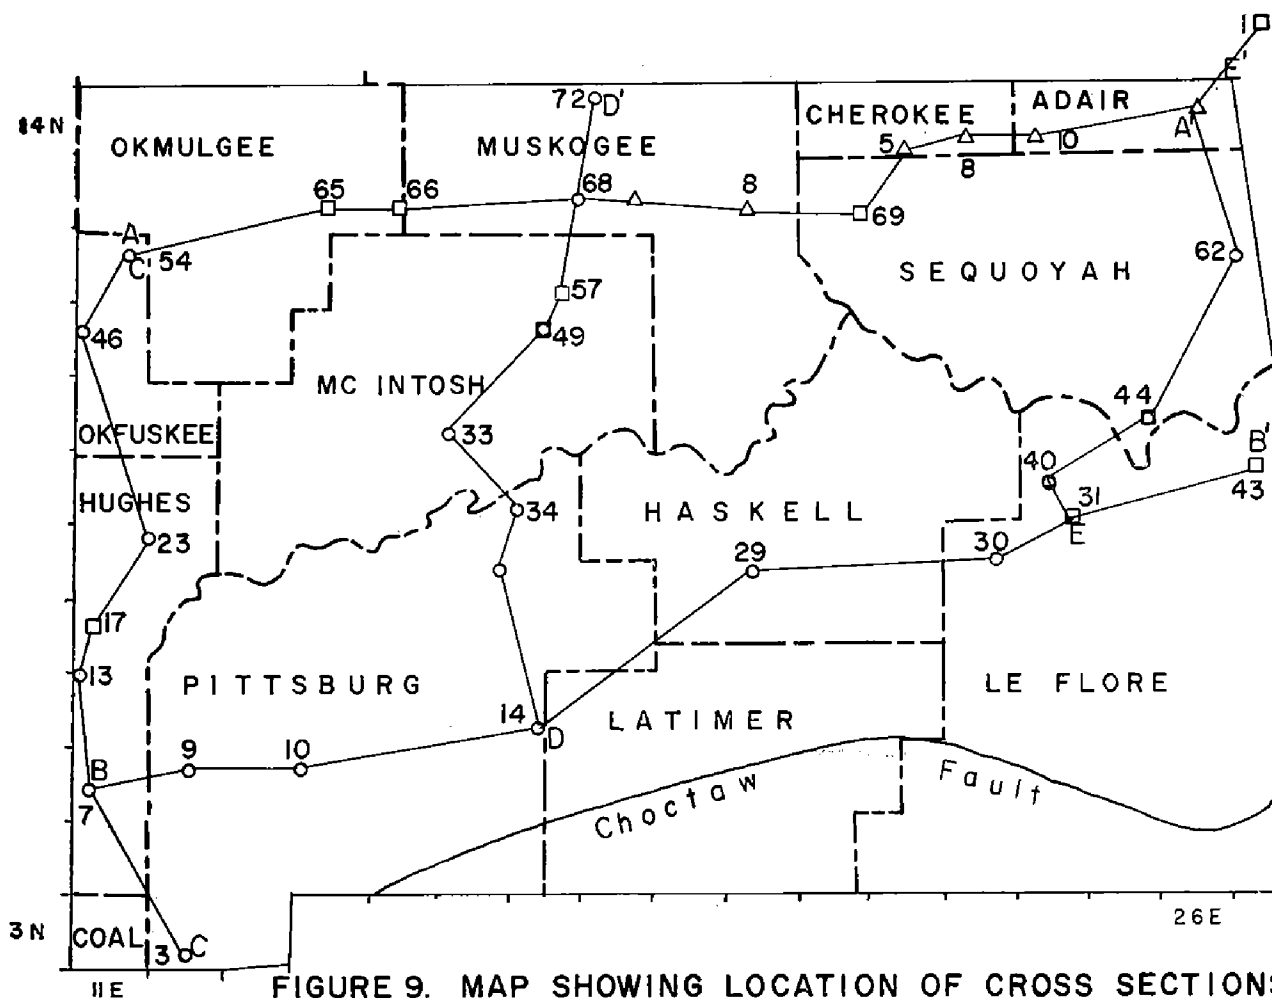 1
E'
72 D'
CHEROKEE
ADAIR
14N
A'
OKMULGEE
MUSKOGEE
5
8
10
65
66
68
8
69
A
54
C
62
SEQUOYAH
57
46
49
MC INTOSH
44
33
OKFUSKEE
B'
40
43
HUGHES
34
HASKELL
31
E
23
29
30
17
13
PITTSBURG
LE FLORE
14
D
LATIMER
9
10
B
7
Choctaw Fault
26E
3N
COAL
3
C
11E
FIGURE 9. MAP SHOWING LOCATION OF CROSS SECTIONS